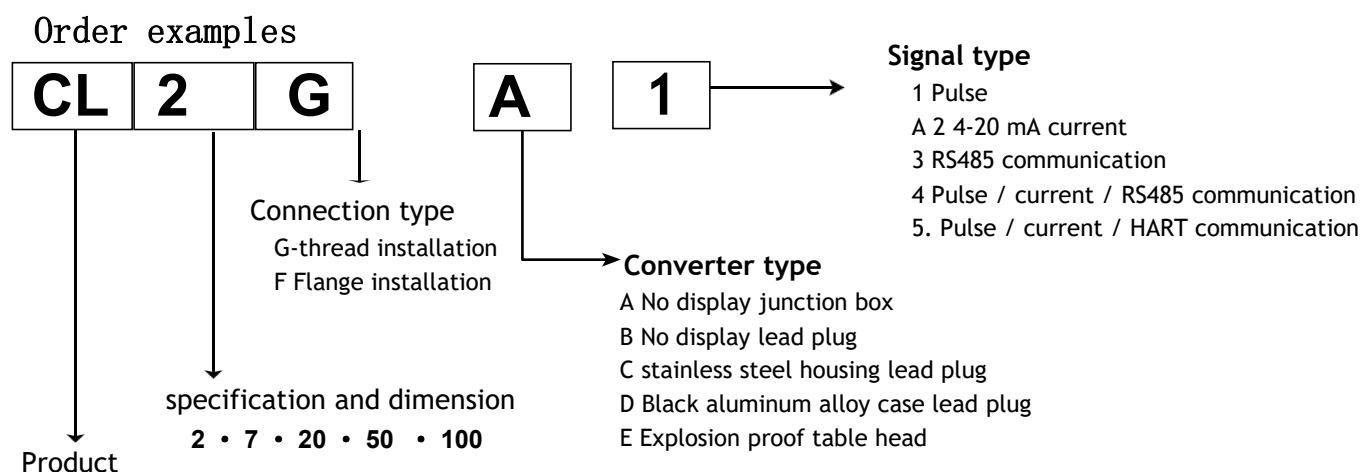 Order examples
CL 2 G A 1
Signal type
1 Pulse
A 2 4-20 mA current
3 RS485 communication
4 Pulse / current / RS485 communication
5. Pulse / current / HART communication
Connection type
G-thread installation
F Flange installation
Converter type
A No display junction box
B No display lead plug
C stainless steel housing lead plug
D Black aluminum alloy case lead plug
E Explosion proof table head
specification and dimension
2 • 7 • 20 • 50 • 100
Product